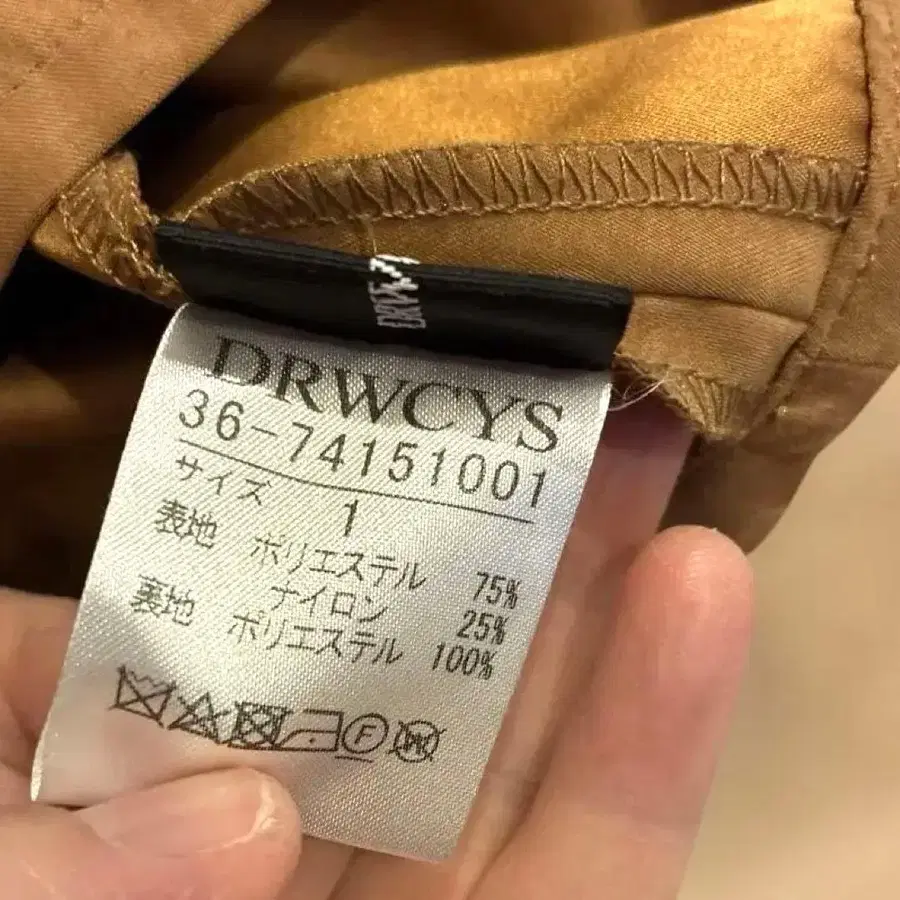 DRWCYS
36-74151001
サイズ 1
表地 ポリエステル 75%
ナイロン 25%
裏地 ポリエステル 100%
F
W